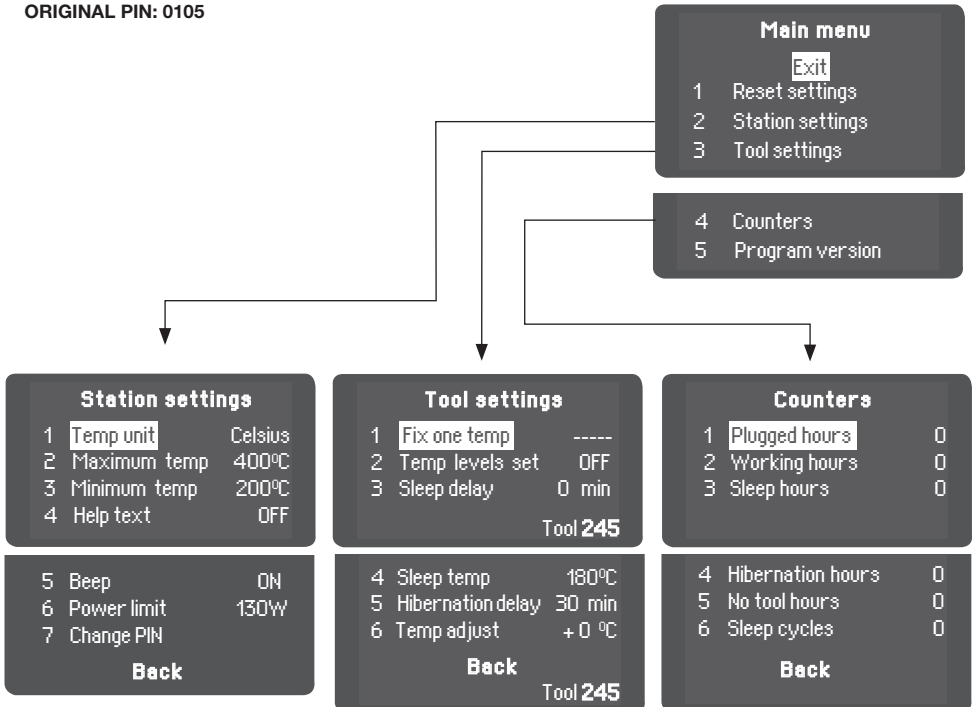 ORIGINAL PIN: 0105
Main menu
Exit
1 Reset settings
2 Station settings
3 Tool settings
4 Counters
5 Program version
Station settings
1 Temp unit Celsius
2 Maximum temp 400ºC
3 Minimum temp 200ºC
4 Help text OFF
5 Beep ON
6 Power limit 130W
7 Change PIN
Back
Tool settings
1 Fix one temp -----
2 Temp levels set OFF
3 Sleep delay 0 min
Tool 245
4 Sleep temp 180ºC
5 Hibernation delay 30 min
6 Temp adjust +0 ºC
Back
Tool 245
Counters
1 Plugged hours 0
2 Working hours 0
3 Sleep hours 0
4 Hibernation hours 0
5 No tool hours 0
6 Sleep cycles 0
Back